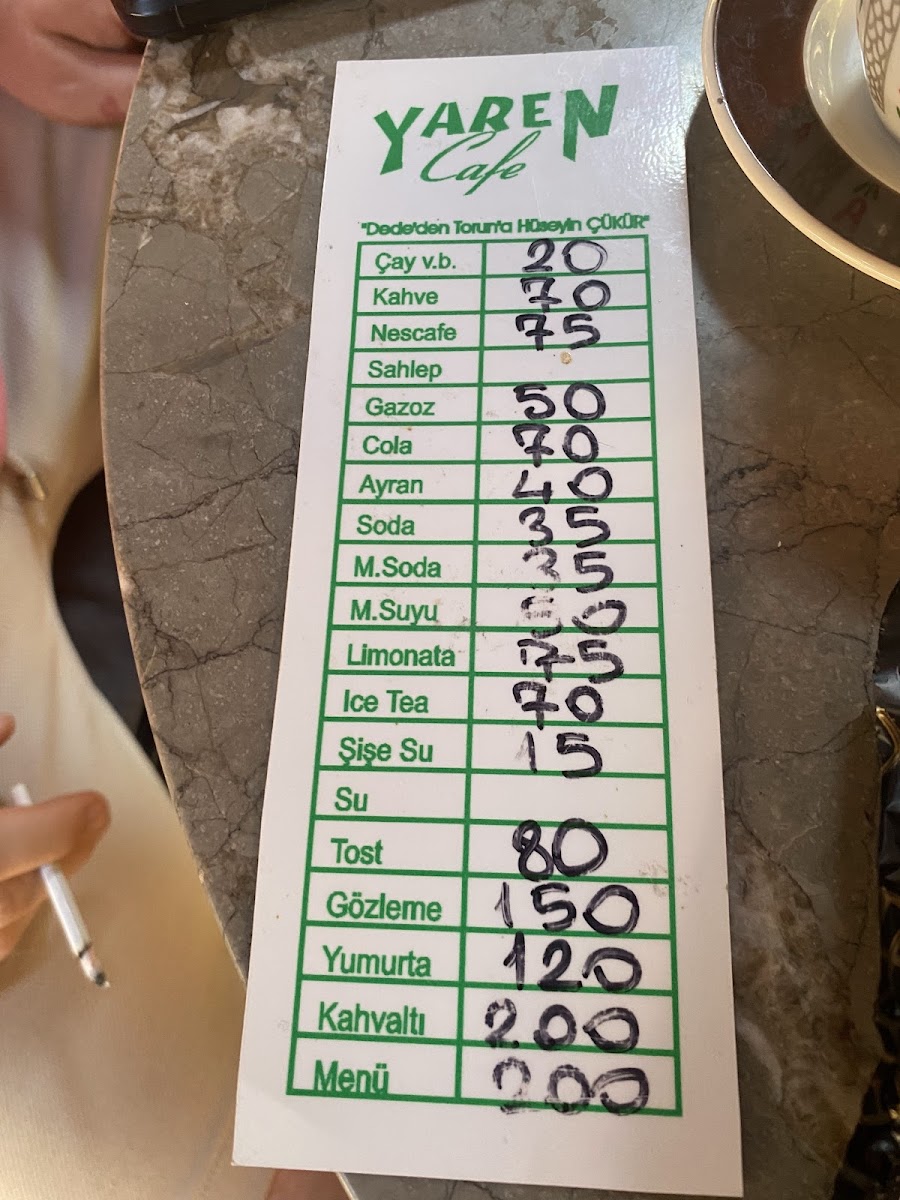 YAREN
Cafe
"Dede'den Torun'a Hüseyin ÇÜKÜR"
Çay v.b. 20
Kahve 70
Nescafe 75
Sahlep
Gazoz 50
Cola 70
Ayran 40
Soda 35
M.Soda 35
M.Suyu 50
Limonata 75
Ice Tea 70
Şişe Su 15
Su
Tost 80
Gözleme 150
Yumurta 120
Kahvaltı 200
Menü 200